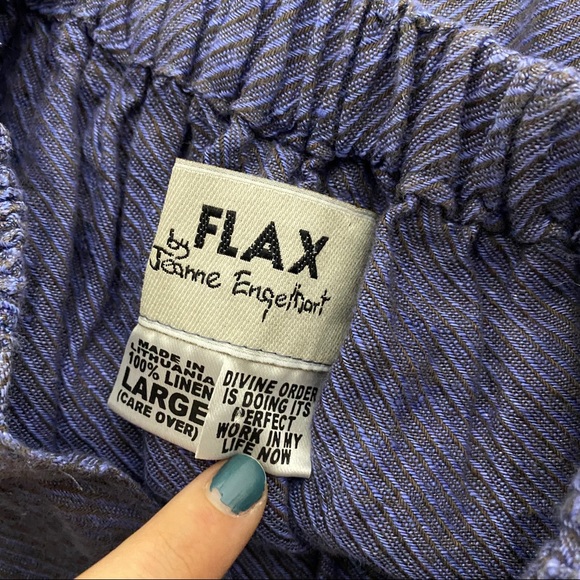 FLAX
by
Jeanne Engelhart
MADE IN
LITHUANIA
100% LINEN
LARGE
(CARE OVER)
DIVINE ORDER
IS DOING ITS
PERFECT
WORK IN MY
LIFE NOW